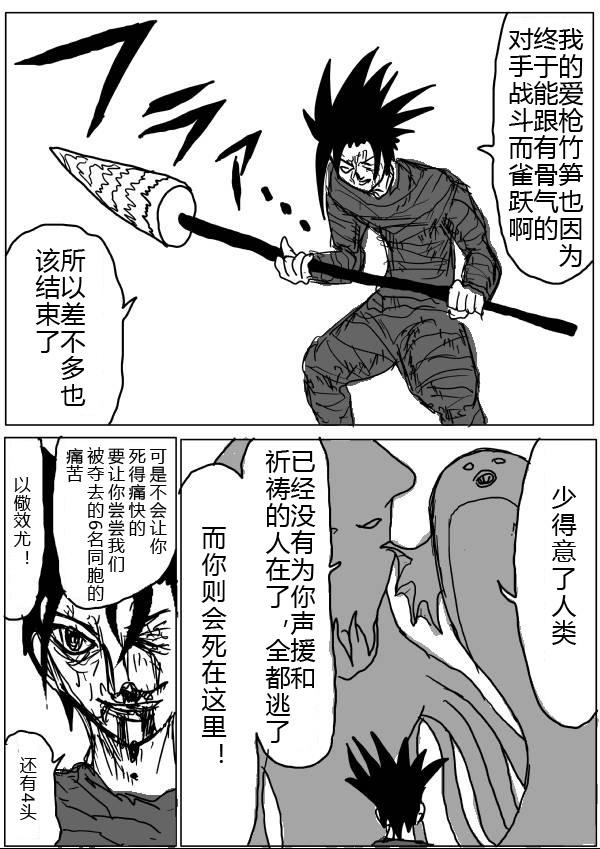 我的爱枪竹笋也因为
终于能跟有骨气的
对手战斗而雀跃啊
所以差不多也
该结束了
少得意了人类
已经没有为你声援和
祈祷的人在了，全都逃了
而你则会死在这里！
可是不会让你
死得痛快的
要让你尝尝我们
被夺去的6名同胞的
痛苦
以儆效尤！
还有4头